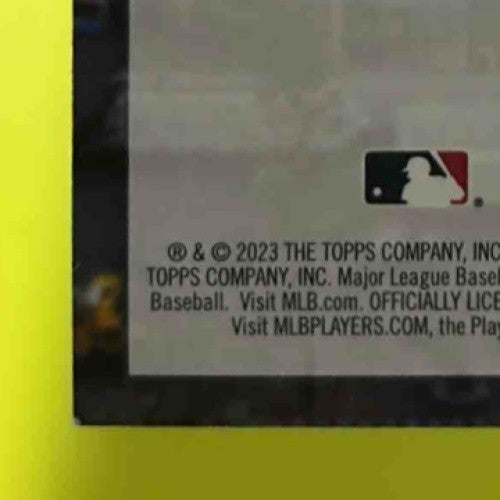 ® & © 2023 THE TOPPS COMPANY, INC
TOPPS COMPANY, INC. Major League Baseb
Baseball. Visit MLB.com. OFFICIALLY LICE
Visit MLBPLAYERS.COM, the Play
®